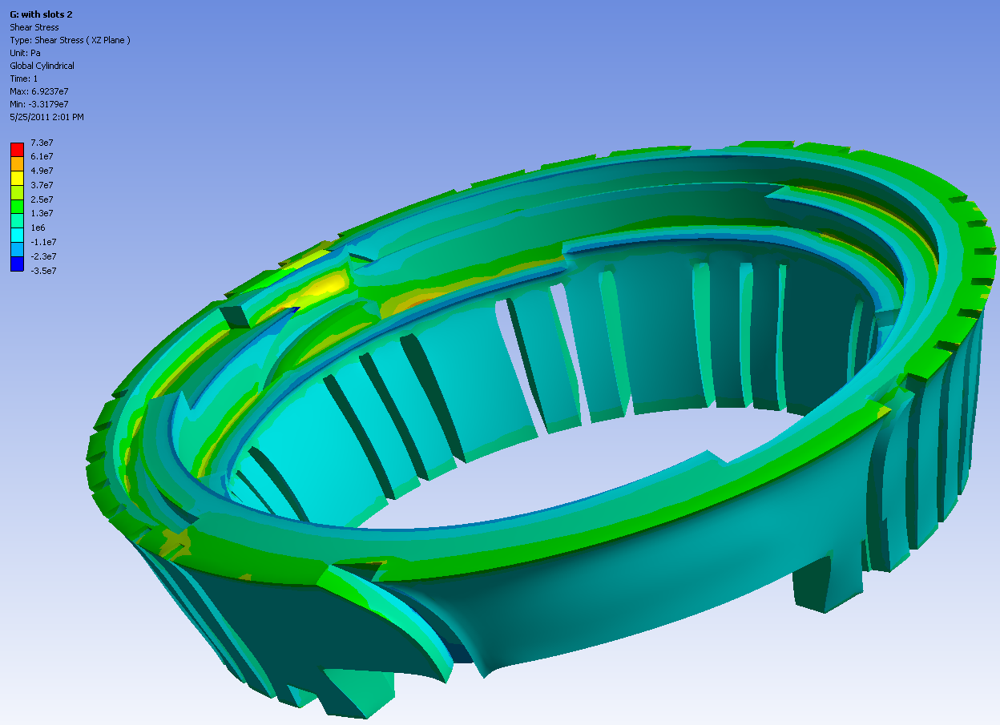 G: with slots 2
Shear Stress
Type: Shear Stress ( XZ Plane )
Unit: Pa
Global Cylindrical
Time: 1
Max: 6.9237e7
Min: -3.3179e7
5/25/2011 2:01 PM
7.3e7
6.1e7
4.9e7
3.7e7
2.5e7
1.3e7
1e6
-1.1e7
-2.3e7
-3.5e7